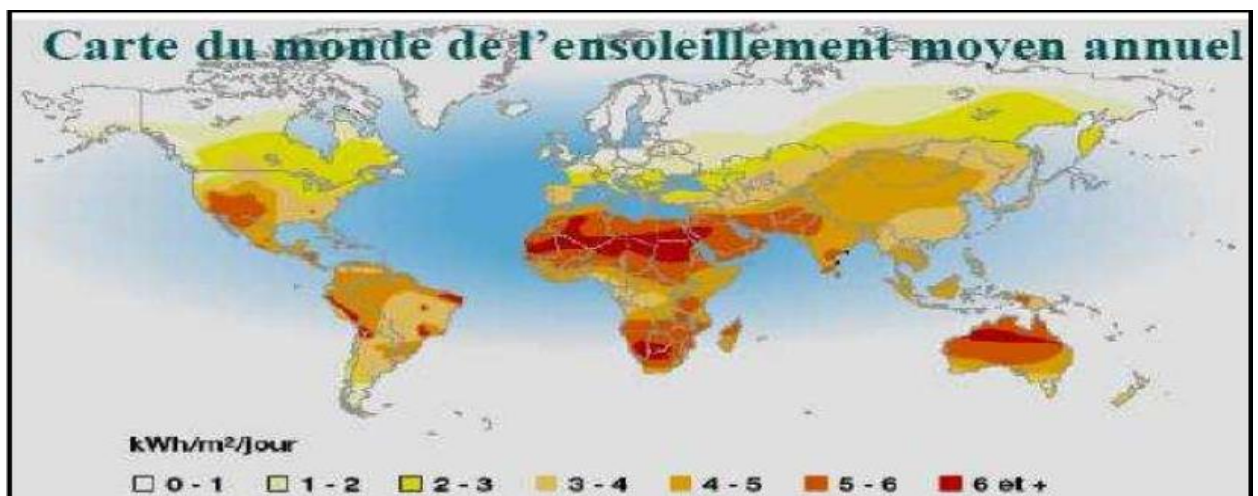 Carte du monde de l’ensoleillement moyen annuel
kWh/m²/jour
0 - 1 1 - 2 2 - 3 3 - 4 4 - 5 5 - 6 6 et +